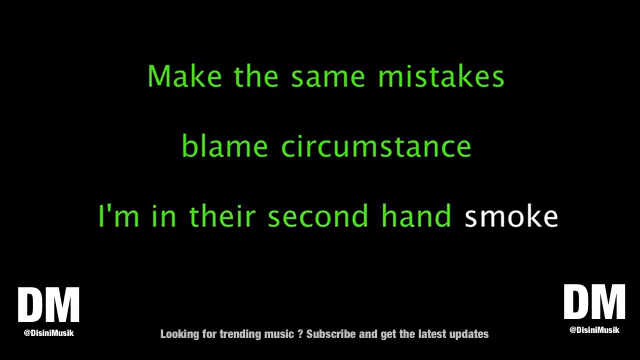 Make the same mistakes
blame circumstance
I'm in their second hand smoke
DM
@DisiniMusik
DM
@DisiniMusik
Looking for trending music ? Subscribe and get the latest updates